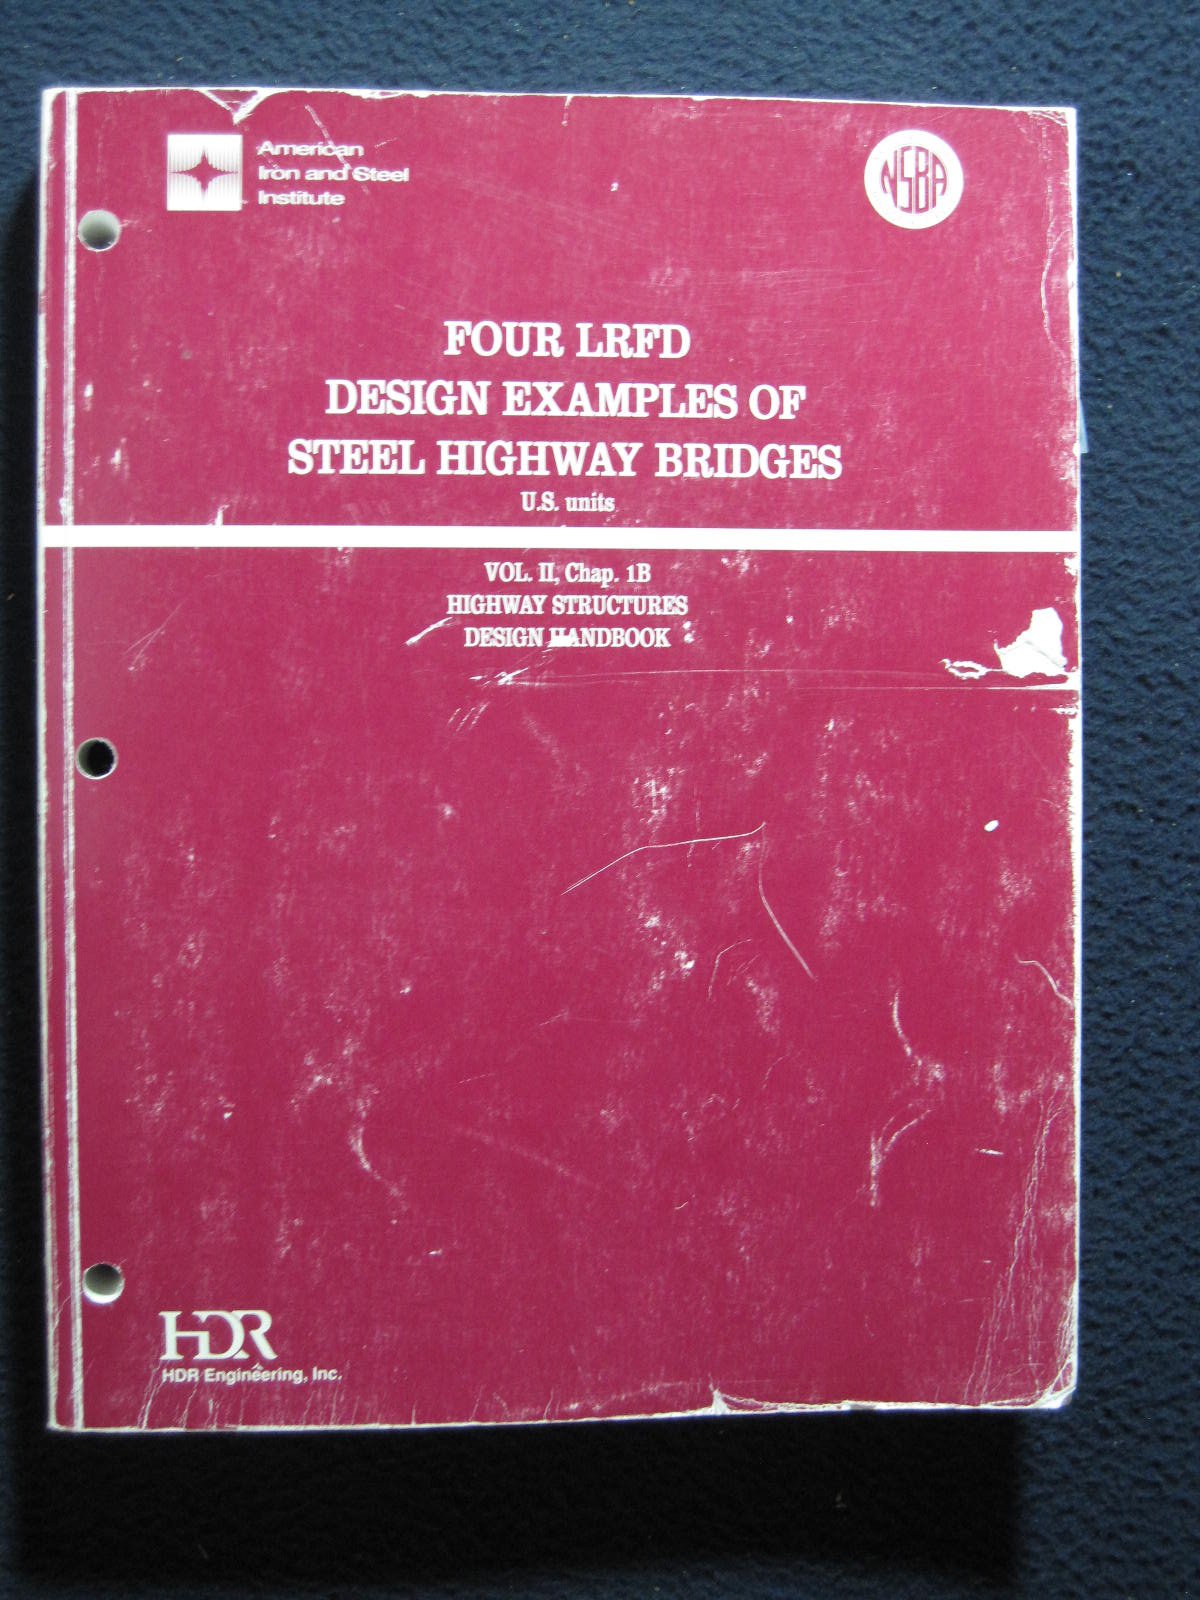 American
Iron and Steel
Institute
NSBA
FOUR LRFD
DESIGN EXAMPLES OF
STEEL HIGHWAY BRIDGES
U.S. units
VOL. II, Chap. 1B
HIGHWAY STRUCTURES
DESIGN HANDBOOK
HDR
HDR Engineering, Inc.